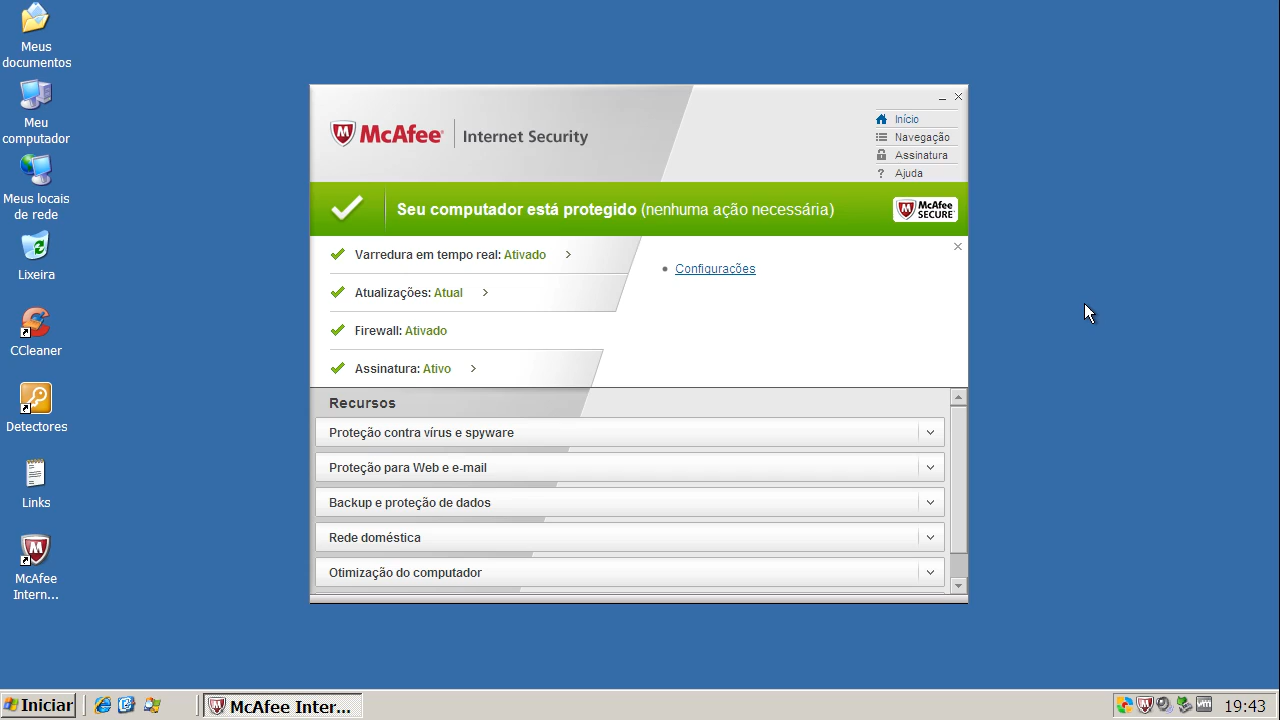 Meus
documentos
Meu
computador
Meus locais
de rede
Lixeira
CCleaner
Detectores
Links
McAfee
Intern...
McAfee Internet Security
Início
Navegação
Assinatura
? Ajuda
Seu computador está protegido (nenhuma ação necessária)
McAfee
SECURE
Varredura em tempo real: Ativado
Configurações
Atualizações: Atual
Firewall: Ativado
Assinatura: Ativo
Recursos
Proteção contra vírus e spyware
Proteção para Web e e-mail
Backup e proteção de dados
Rede doméstica
Otimização do computador
Iniciar
McAfee Inter...
vm
19:43